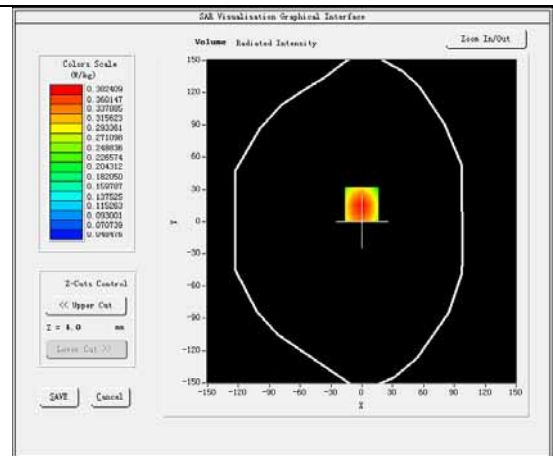 SAR Visualisation Graphical Interface
Volume Radiated Intensity
Zoom In/Out
Colors Scale
(W/kg)
0.382409
0.360147
0.337885
0.315623
0.293361
0.271098
0.248836
0.226574
0.204312
0.182050
0.159787
0.137525
0.115263
0.093001
0.070739
0.048476
150
120
90
60
30
0
-30
-60
-90
-120
-150
Y
-150 -120 -90 -60 -30 0 30 60 90 120 150
X
Z-Cuts Control
<< Upper Cut
Z = 4.0 mm
Lower Cut >>
SAVE Cancel